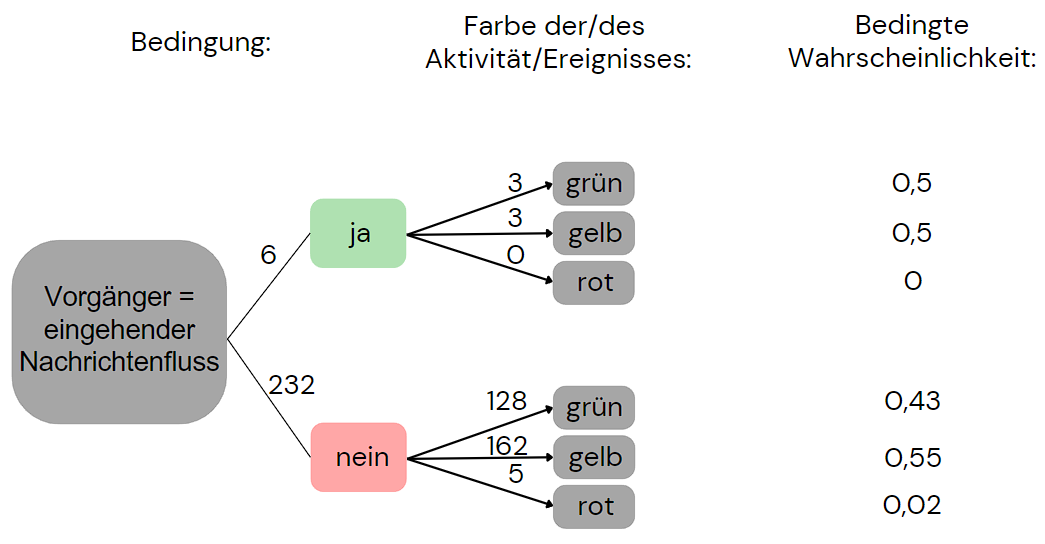 Bedingung:
Farbe der/des
Aktivität/Ereignisses:
Bedingte
Wahrscheinlichkeit:
Vorgänger =
eingehender
Nachrichtenfluss
6
ja
3
grün
0,5
3
gelb
0,5
0
rot
0
232
nein
128
grün
0,43
162
gelb
0,55
5
rot
0,02